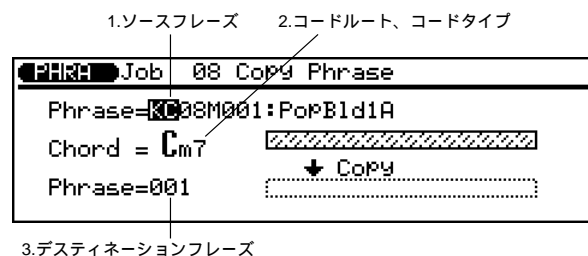 1.ソースフレーズ 2.コードルート、コードタイプ
PHRA Job 08 Copy Phrase
Phrase=KC08M001:PopBld1A
Chord = Cm7
Copy
Phrase=001
3.デスティネーションフレーズ